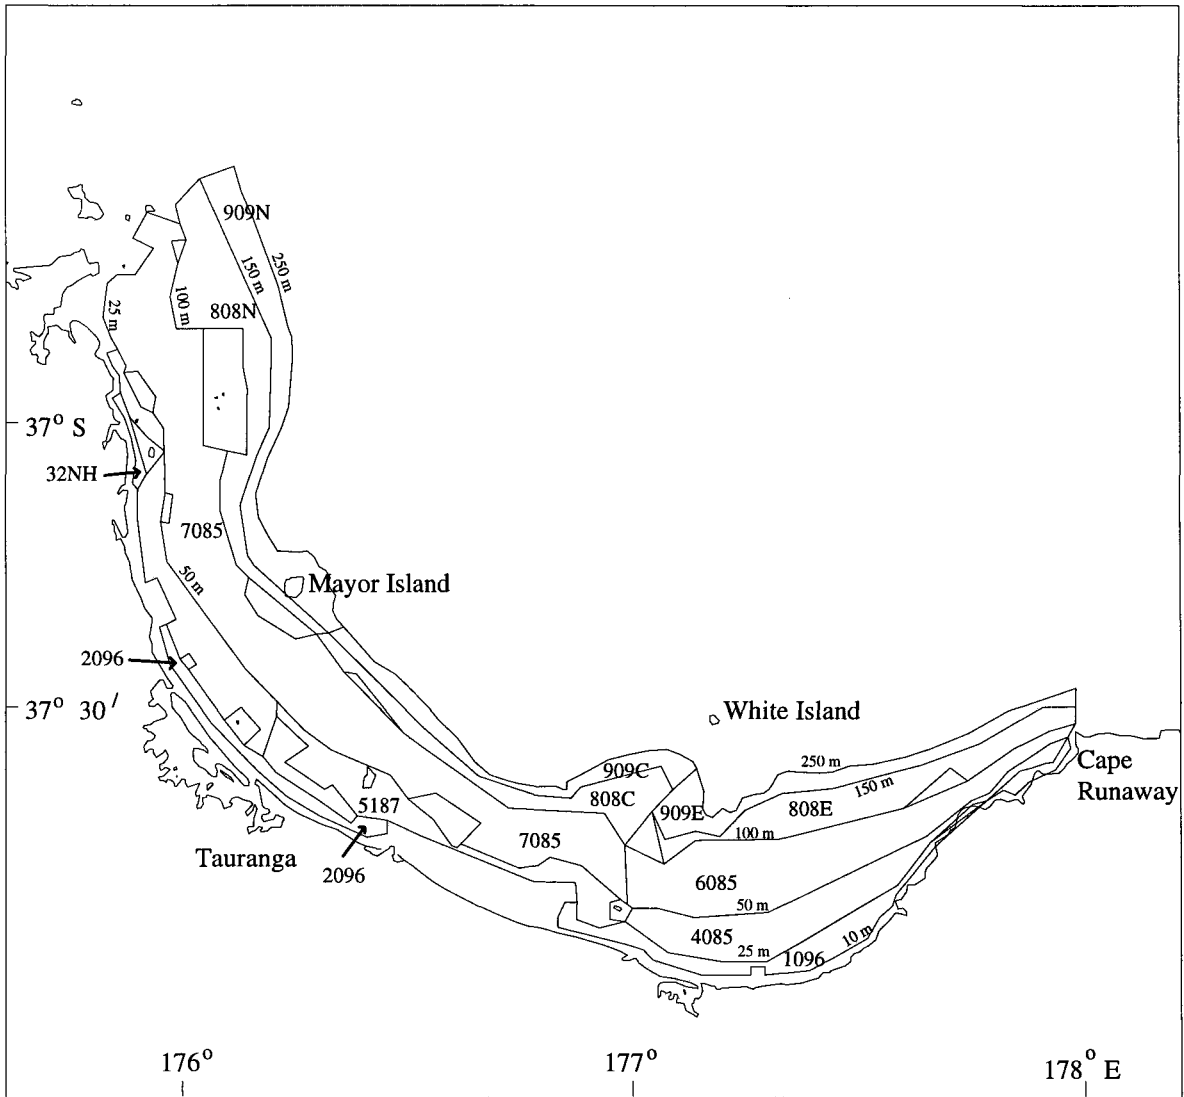 909N
250 m
150 m
100 m
808N
25 m
37° S
32NH
7085
50 m
Mayor Island
2096
37° 30′
White Island
250 m
Cape
Runaway
909C
808C
150 m
5187
909E
808E
100 m
7085
Tauranga
2096
6085
50 m
4085
10 m
25 m
1096
176°
177°
178° E